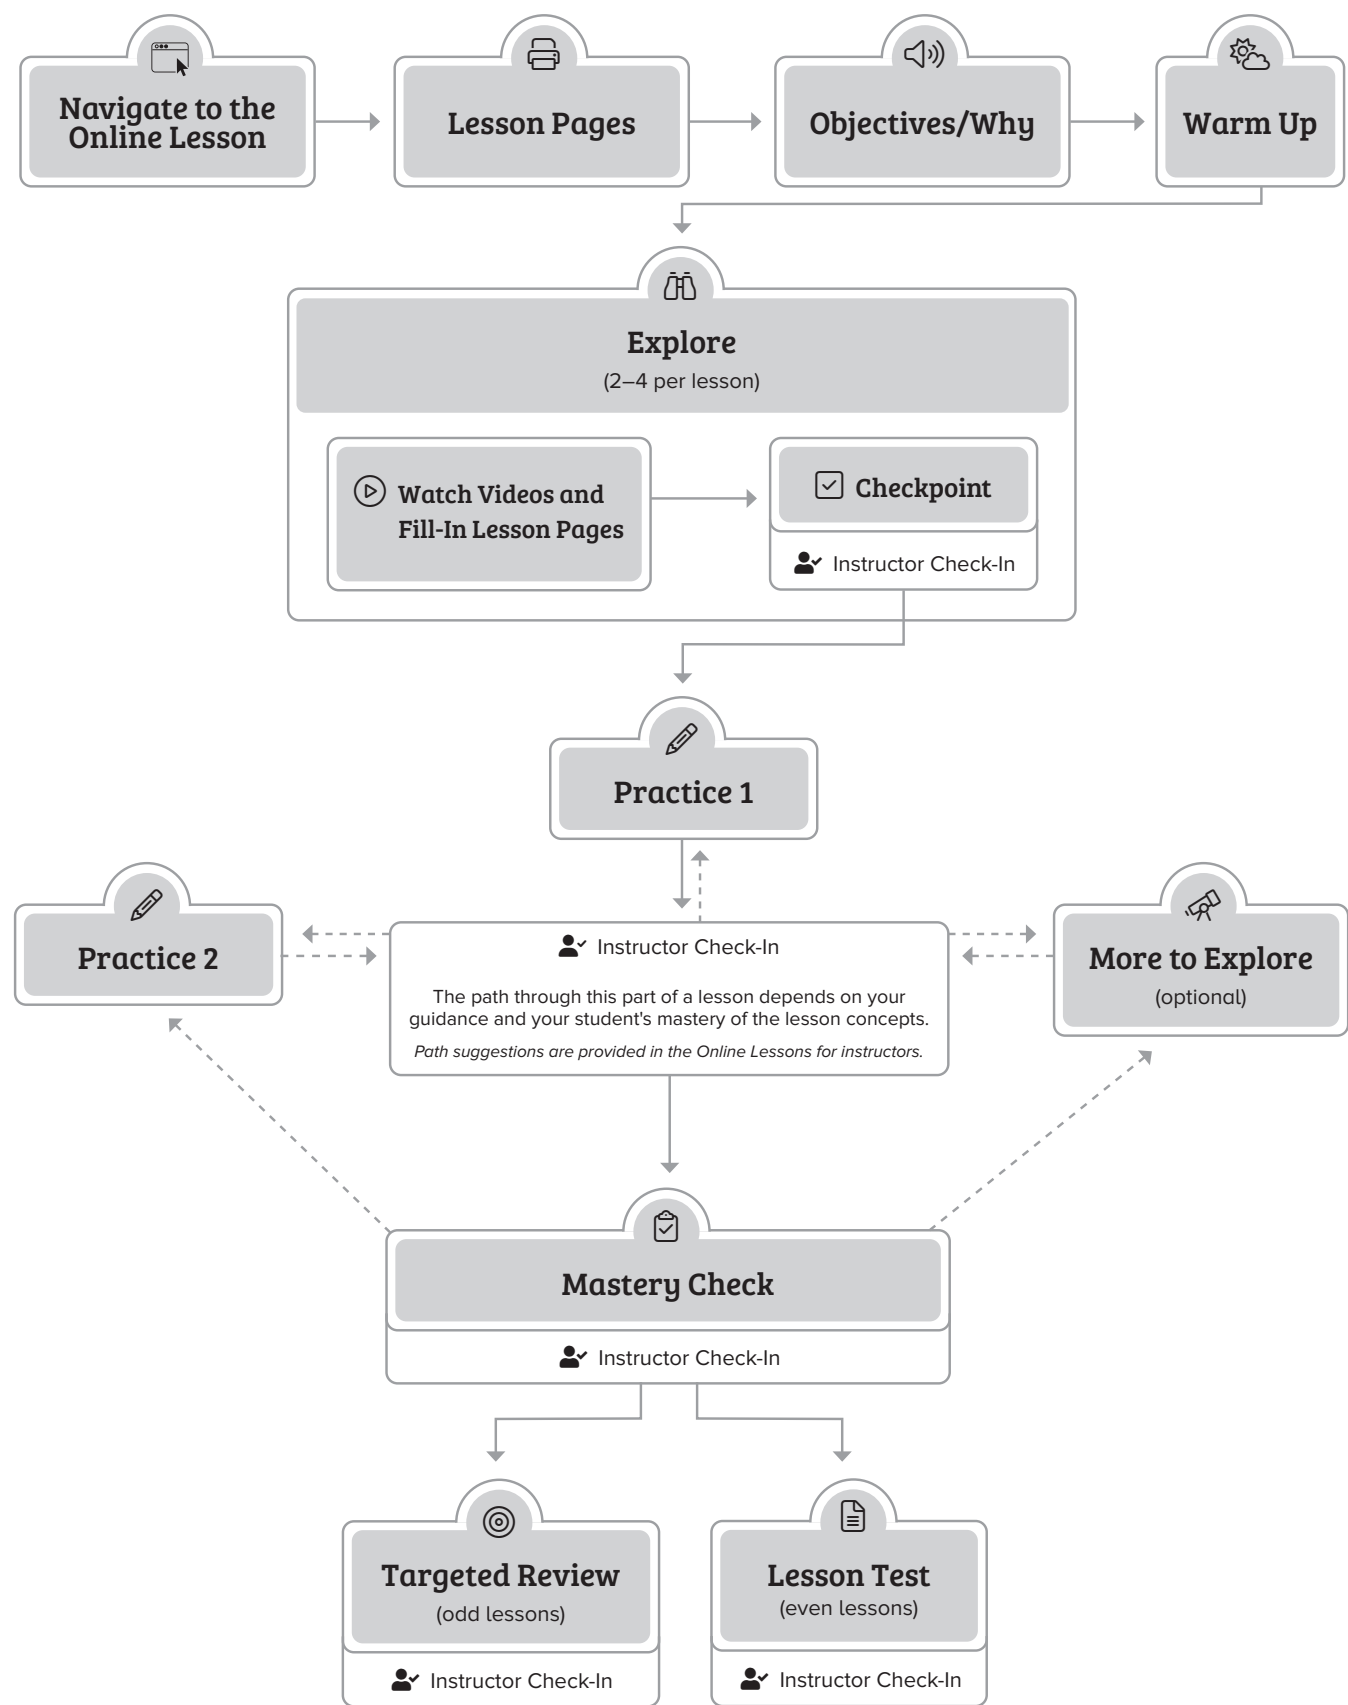 Navigate to the
Online Lesson
Lesson Pages
Objectives/Why
Warm Up
Explore
(2–4 per lesson)
Watch Videos and
Fill-In Lesson Pages
Checkpoint
Instructor Check-In
Practice 1
Practice 2
Instructor Check-In
The path through this part of a lesson depends on your
guidance and your student's mastery of the lesson concepts.
Path suggestions are provided in the Online Lessons for instructors.
More to Explore
(optional)
Mastery Check
Instructor Check-In
Targeted Review
(odd lessons)
Instructor Check-In
Lesson Test
(even lessons)
Instructor Check-In